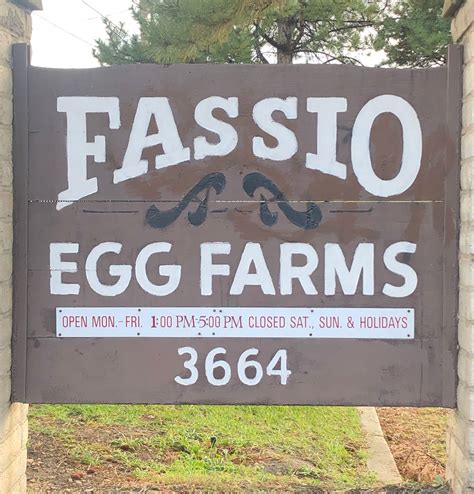 FASSIO
EGG FARMS
OPEN MON.-FRI. 1:00 PM-5:00 PM CLOSED SAT., SUN. & HOLIDAYS
3664